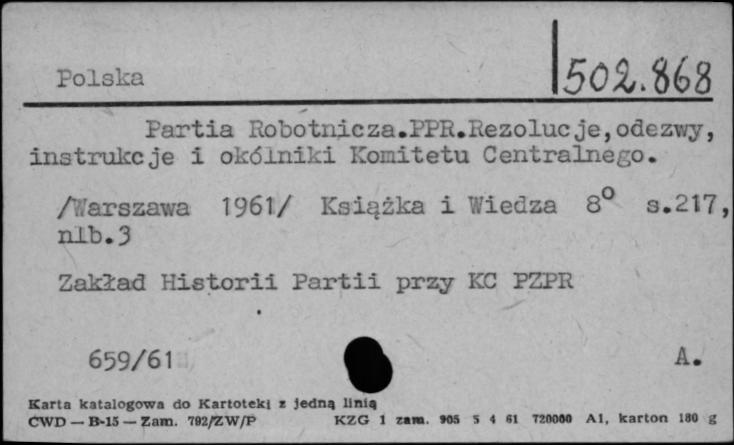 Polska
502.868
Partia Robotnicza.PPR.Rezolucje,odezwy,
instrukcje i okólniki Komitetu Centralnego.
/Warszawa 1961/ Książka i Wiedza 8° s.217,
nlb.3
Zakład Historii Partii przy KC PZPR
659/61
A.
Karta katalogowa do Kartoteki z jedną linią
CWD — B-15 — Zam. 792/ZW/P KZG 1 zam. 905 5 4 61 720000 A1, karton 180 g